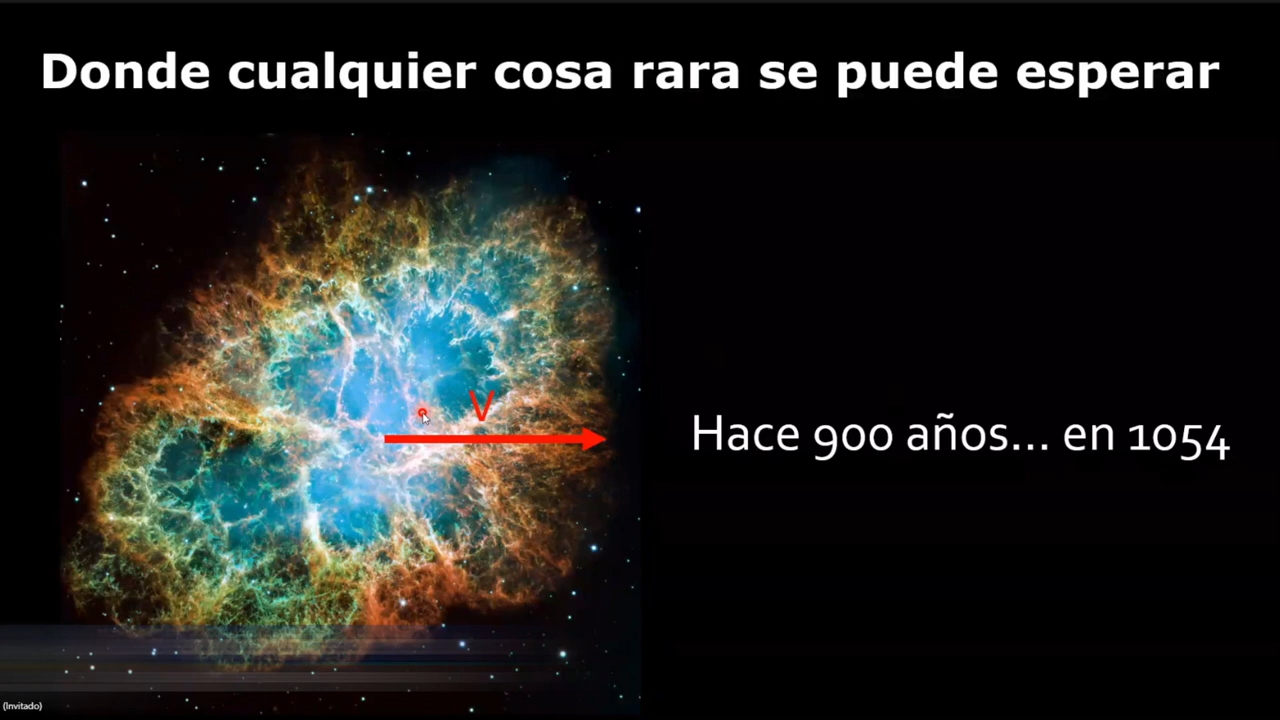 Donde cualquier cosa rara se puede esperar
V
Hace 900 años... en 1054
(Invitado)